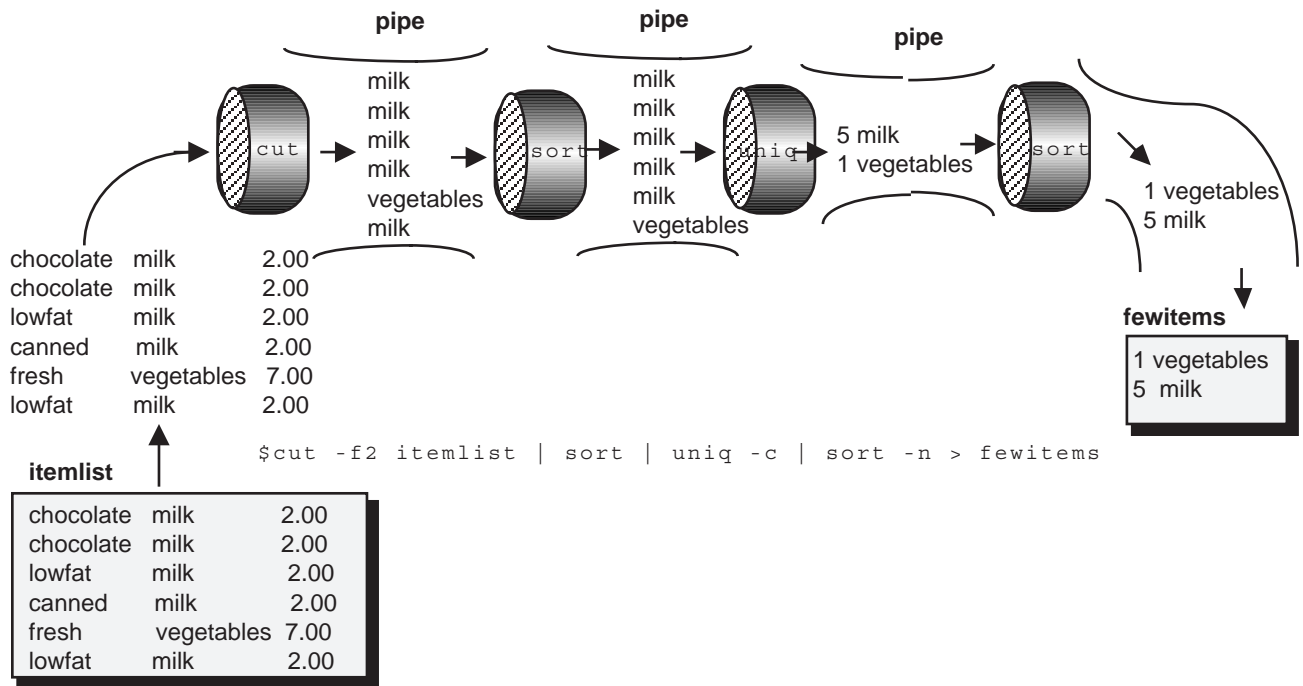 pipe
pipe
pipe
cut
milk
milk
milk
milk
vegetables
milk
sort
milk
milk
milk
milk
milk
vegetables
uniq
5 milk
1 vegetables
sort
1 vegetables
5 milk
chocolate milk 2.00
chocolate milk 2.00
lowfat milk 2.00
canned milk 2.00
fresh vegetables 7.00
lowfat milk 2.00
fewitems
1 vegetables
5 milk
$cut -f2 itemlist | sort | uniq -c | sort -n > fewitems
itemlist
chocolate milk 2.00
chocolate milk 2.00
lowfat milk 2.00
canned milk 2.00
fresh vegetables 7.00
lowfat milk 2.00